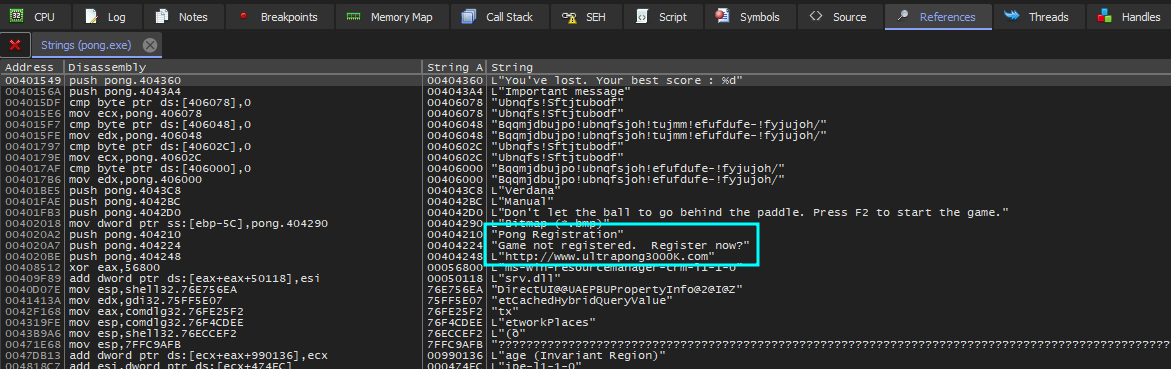 CPU Log Notes Breakpoints Memory Map Call Stack SEH Script Symbols Source References Threads Handles
Strings (pong.exe)
Address Disassembly String A String
00401549 push pong.404360 00404360 L"You've lost. Your best score : %d"
0040156A push pong.4043A4 004043A4 L"Important message"
004015DF cmp byte ptr ds:[406078],0 00406078 "Ubnqfs!Sftjtubodf"
004015E6 mov ecx,pong.406078 00406078 "Ubnqfs!Sftjtubodf"
004015F7 cmp byte ptr ds:[406048],0 00406048 "Bqqmjdbujpo!ubnqfsjoh!tujmm!efufdufe-!fyjujoh/"
004015FE mov edx,pong.406048 00406048 "Bqqmjdbujpo!ubnqfsjoh!tujmm!efufdufe-!fyjujoh/"
00401797 cmp byte ptr ds:[40602C],0 0040602C "Ubnqfs!Sftjtubodf"
0040179E mov ecx,pong.40602C 0040602C "Ubnqfs!Sftjtubodf"
004017AF cmp byte ptr ds:[406000],0 00406000 "Bqqmjdbujpo!ubnqfsjoh!efufdufe-!fyjujoh/"
004017B6 mov edx,pong.406000 00406000 "Bqqmjdbujpo!ubnqfsjoh!efufdufe-!fyjujoh/"
00401BE5 push pong.4043C8 004043C8 L"Verdana"
00401FAE push pong.4042BC 004042BC L"Manual"
00401FB3 push pong.4042D0 004042D0 L"Don't let the ball to go behind the paddle. Press F2 to start the game."
00402018 mov dword ptr ss:[ebp-5C],pong.404290 00404290 L"Bitmap (*.bmp)"
004020A2 push pong.404210 00404210 "Pong Registration"
004020A7 push pong.404224 00404224 "Game not registered.  Register now?"
004020BE push pong.404248 00404248 L"http://www.ultrapong3000K.com"
00408512 xor eax,56800 00056800 L"ms-win-resourcemanager-crm-l1-1-0"
00409F89 add dword ptr ds:[eax+eax+50118],esi 00050118 L"srv.dll"
0040D07E mov esp,shell32.76E756EA 76E756EA "DirectUI@@UAEPBUPropertyInfo@2@I@Z"
0041413A mov edx,gdi32.75FF5E07 75FF5E07 "etCachedHybridQueryValue"
0042F168 mov eax,comdlg32.76FE25F2 76FE25F2 "tx"
004319FE mov esp,comdlg32.76F4CDEE 76F4CDEE L"etworkPlaces"
0043B9A6 mov esp,shell32.76ECCEF2 76ECCEF2
00471E68 mov esp,7FFC9AFB 7FFC9AFB
0047DB13 add dword ptr ds:[ecx+eax+990136],ecx 00990136 L"age (Invariant Region)"
004818C7 add esi,dword ptr ds:[ecx+474FC] 000474FC L"ipe-l1-1-0"